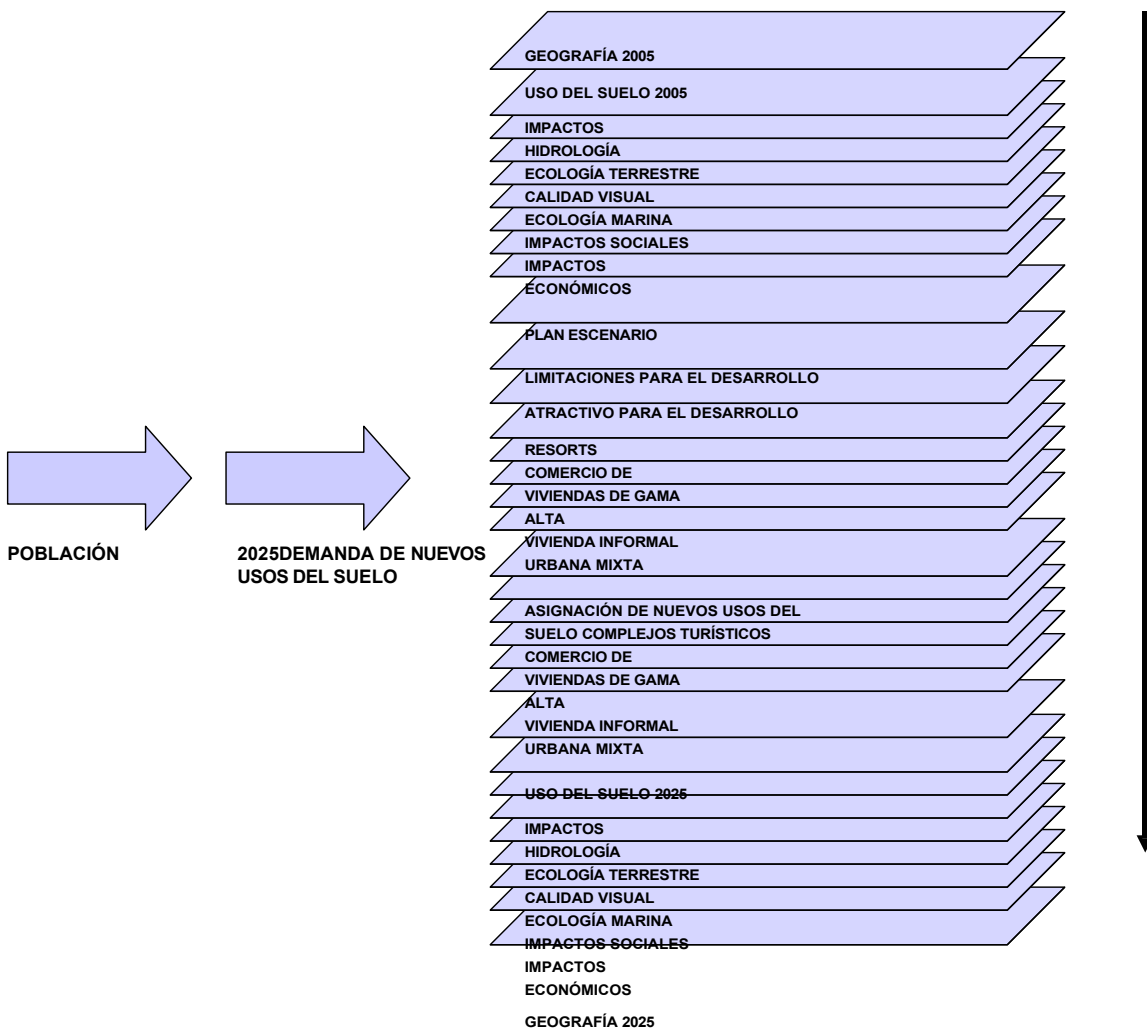 GEOGRAFÍA 2005
USO DEL SUELO 2005
IMPACTOS
HIDROLOGÍA
ECOLOGÍA TERRESTRE
CALIDAD VISUAL
ECOLOGÍA MARINA
IMPACTOS SOCIALES
IMPACTOS
ECONÓMICOS
PLAN ESCENARIO
LIMITACIONES PARA EL DESARROLLO
ATRACTIVO PARA EL DESARROLLO
RESORTS
COMERCIO DE
VIVIENDAS DE GAMA
ALTA
VIVIENDA INFORMAL
URBANA MIXTA
POBLACIÓN
2025DEMANDA DE NUEVOS
USOS DEL SUELO
ASIGNACIÓN DE NUEVOS USOS DEL
SUELO COMPLEJOS TURÍSTICOS
COMERCIO DE
VIVIENDAS DE GAMA
ALTA
VIVIENDA INFORMAL
URBANA MIXTA
USO DEL SUELO 2025
IMPACTOS
HIDROLOGÍA
ECOLOGÍA TERRESTRE
CALIDAD VISUAL
ECOLOGÍA MARINA
IMPACTOS SOCIALES
IMPACTOS
ECONÓMICOS
GEOGRAFÍA 2025